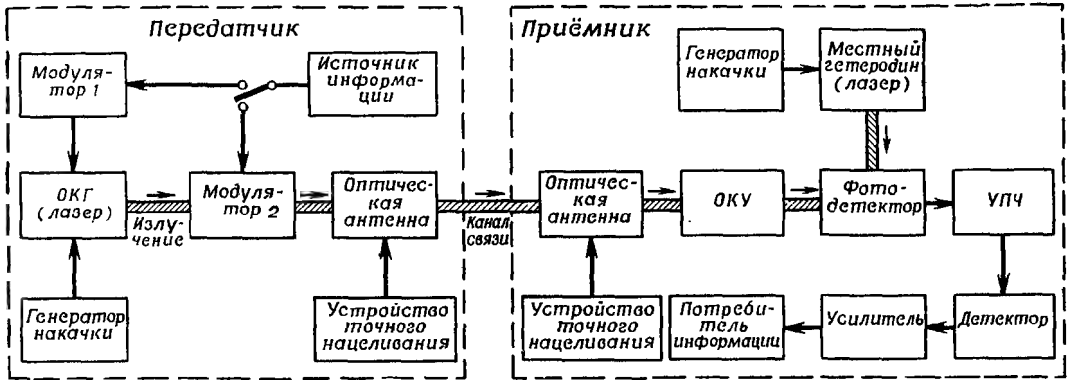 Передатчик
Модуля-
тор 1
Источник
информа-
ции
ОКГ
(лазер)
Излу-
чение
Модуля-
тор 2
Оптичес-
кая
антенна
Канал
связи
Генератор
накачки
Устройство
точного
нацеливания
Приёмник
Генератор
накачки
Местный
гетеродин
(лазер)
Оптичес-
кая
антенна
ОКУ
Фото-
детектор
УПЧ
Устройство
точного
нацеливания
Потреби-
тель
информации
Усилитель
Детектор